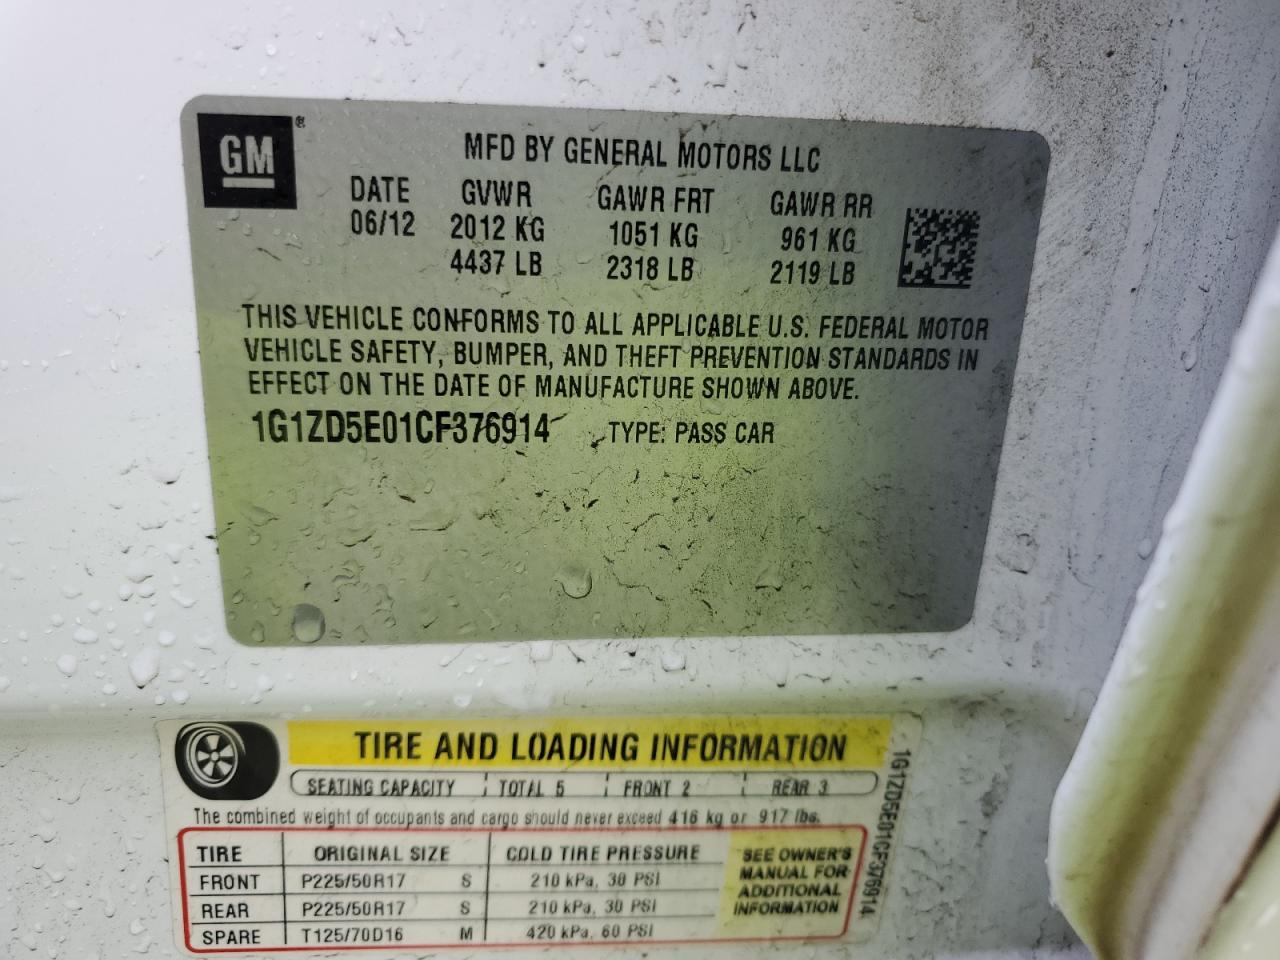 GM®
MFD BY GENERAL MOTORS LLC
DATE GVWR GAWR FRT GAWR RR
06/12 2012 KG 1051 KG 961 KG
4437 LB 2318 LB 2119 LB
THIS VEHICLE CONFORMS TO ALL APPLICABLE U.S. FEDERAL MOTOR
VEHICLE SAFETY, BUMPER, AND THEFT PREVENTION STANDARDS IN
EFFECT ON THE DATE OF MANUFACTURE SHOWN ABOVE.
1G1ZD5E01CF376914 TYPE: PASS CAR
TIRE AND LOADING INFORMATION
SEATING CAPACITY TOTAL 5 FRONT 2 REAR 3
The combined weight of occupants and cargo should never exceed 416 kg or 917 lbs.
TIRE ORIGINAL SIZE COLD TIRE PRESSURE
FRONT P225/50R17 S 210 kPa, 30 PSI
REAR P225/50R17 S 210 kPa, 30 PSI
SPARE T125/70D16 M 420 kPa, 60 PSI
SEE OWNER'S
MANUAL FOR
ADDITIONAL
INFORMATION
1G1ZD5E01CF376914